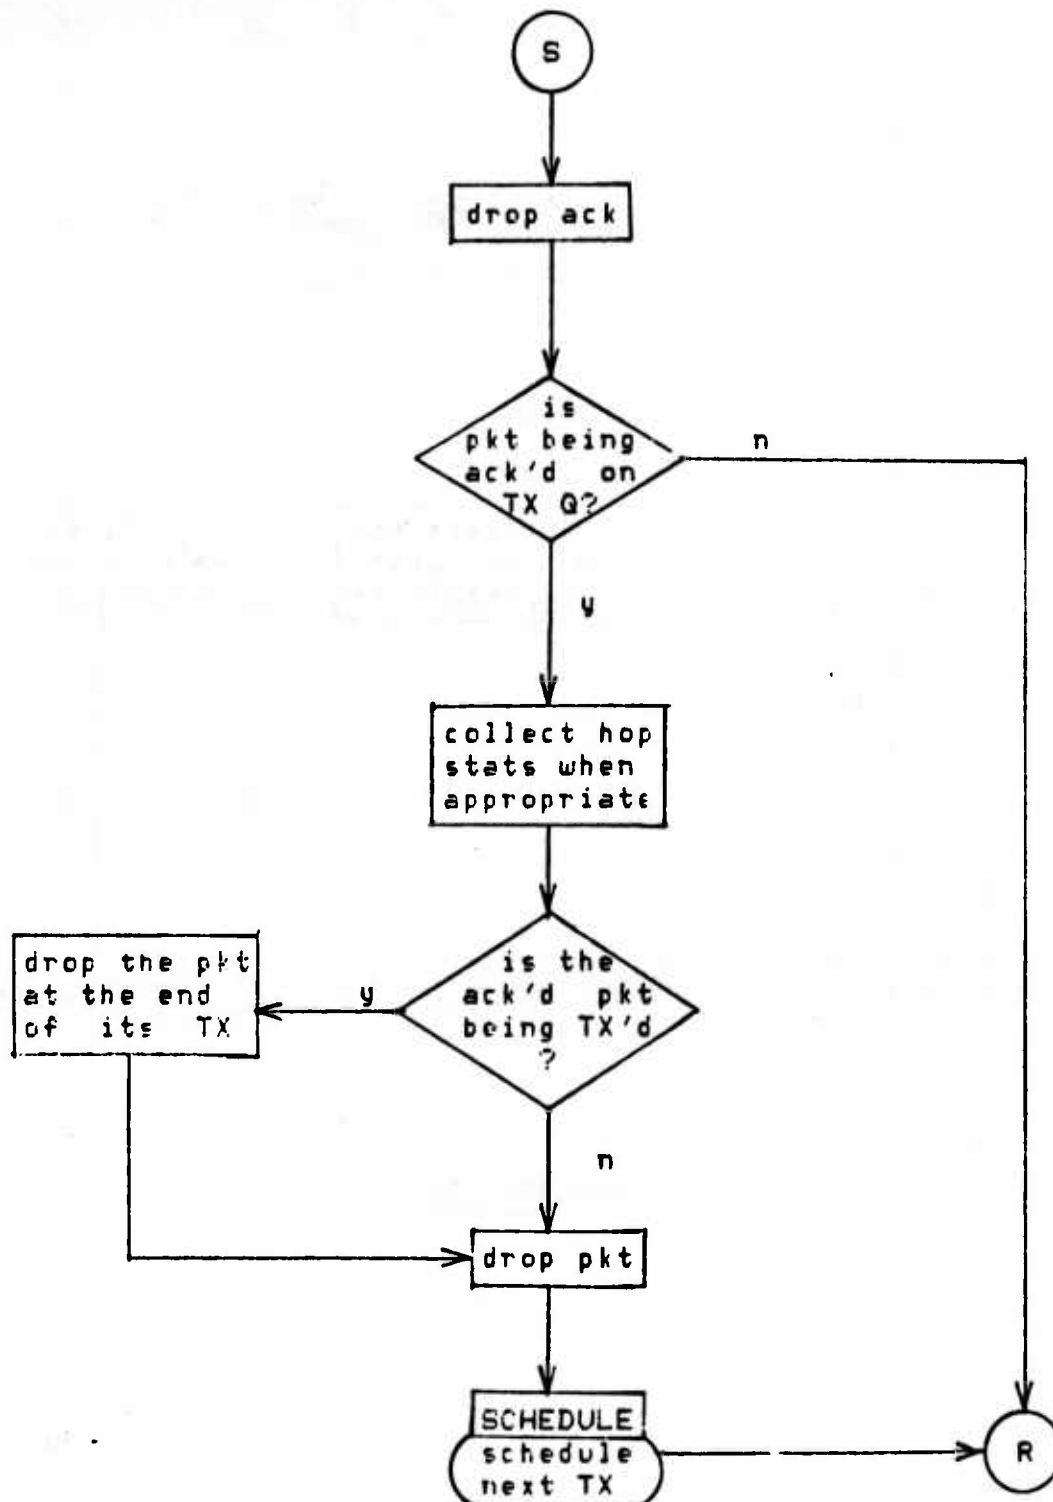 S
drop ack
is
pkt being
ack'd on
TX Q?
n
y
collect hop
stats when
appropriate
is the
ack'd pkt
being TX'd
?
y
drop the pkt
at the end
of its TX
n
drop pkt
SCHEDULE
schedule
next TX
R